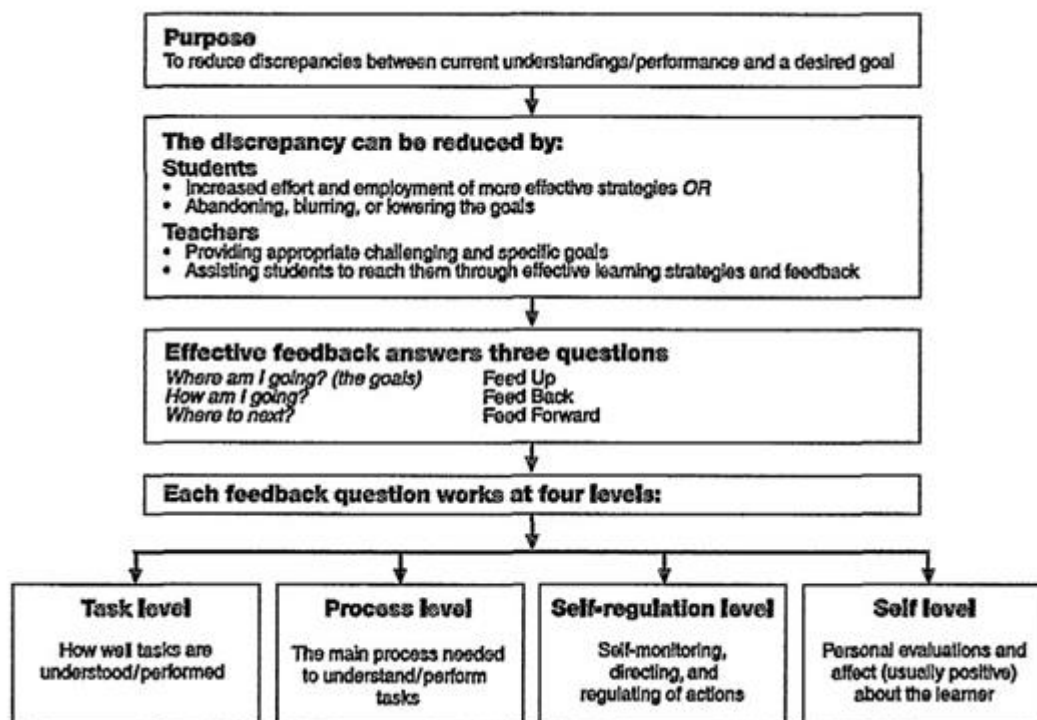 Purpose
To reduce discrepancies between current understandings/performance and a desired goal
The discrepancy can be reduced by:
Students
• Increased effort and employment of more effective strategies OR
• Abandoning, blurring, or lowering the goals
Teachers
• Providing appropriate challenging and specific goals
• Assisting students to reach them through effective learning strategies and feedback
Effective feedback answers three questions
Where am I going? (the goals) Feed Up
How am I going? Feed Back
Where to next? Feed Forward
Each feedback question works at four levels:
Task level
How well tasks are
understood/performed
Process level
The main process needed
to understand/perform
tasks
Self-regulation level
Self-monitoring,
directing, and
regulating of actions
Self level
Personal evaluations and
affect (usually positive)
about the learner